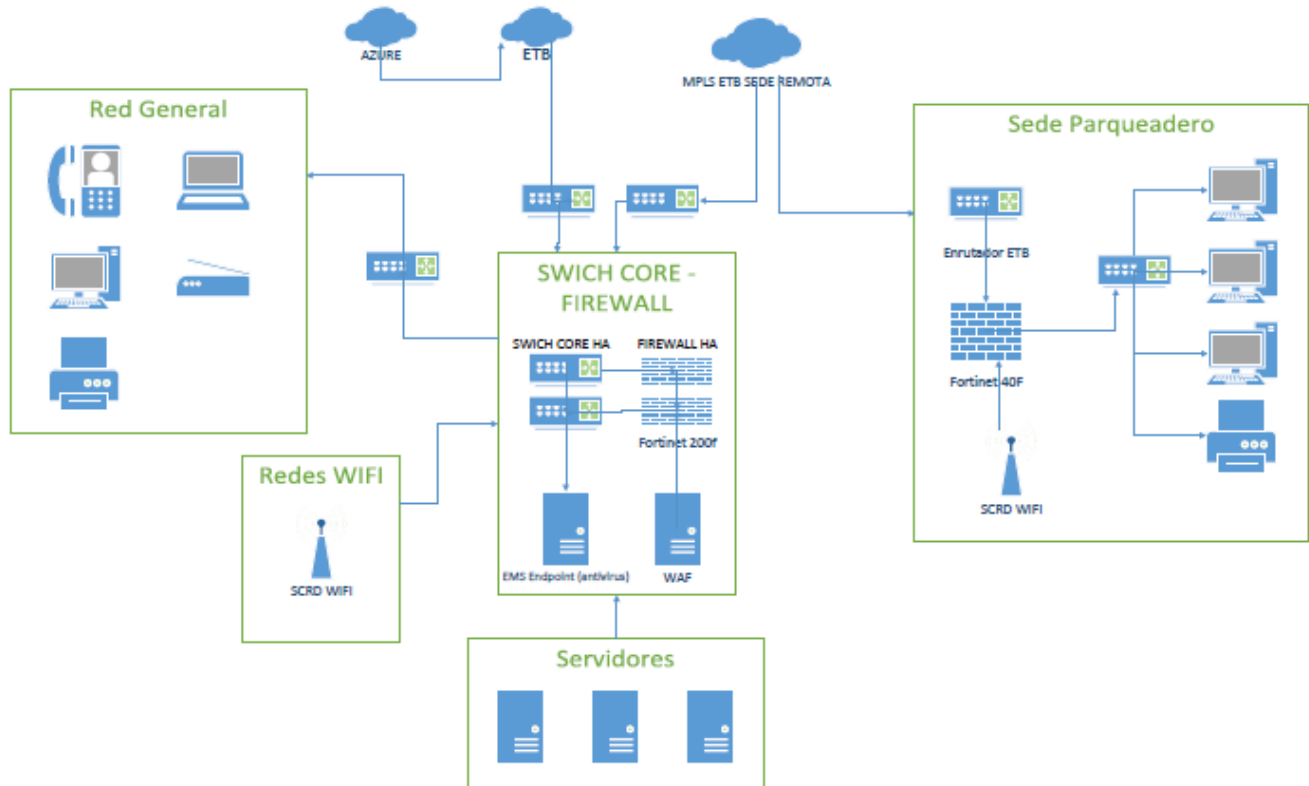 AZURE
ETB
MPLS ETB SEDE REMOTA
Red General
Sede Parqueadero
Enrutador ETB
Fortinet 40F
SCRD WIFI
SWICH CORE -
FIREWALL
SWICH CORE HA
FIREWALL HA
Fortinet 200f
EMS Endpoint (antivirus)
WAF
Redes WIFI
SCRD WIFI
Servidores